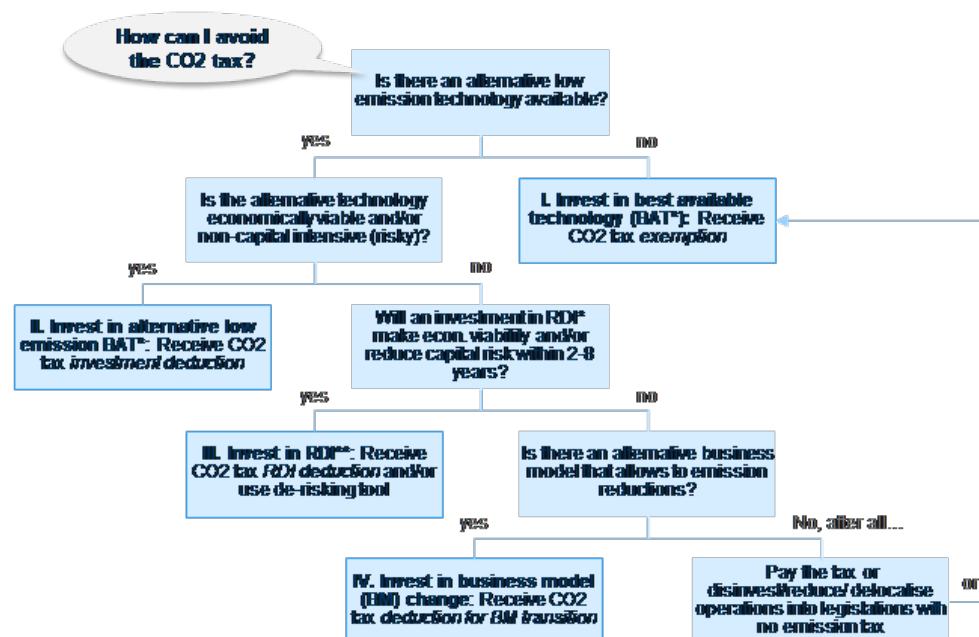 How can I avoid
the CO2 tax?
Is there an alternative low
emission technology available?
yes
no
Is the alternative technology
economically viable and/or
non-capital intensive (risky)?
I. Invest in best available
technology (BAT*): Receive
CO2 tax exemption
yes
no
II. Invest in alternative low
emission BAT*: Receive CO2
tax investment deduction
Will an investment in RDI*
make econ. viability and/or
reduce capital risk within 2-8
years?
yes
no
III. Invest in RDI**: Receive
CO2 tax RDI deduction and/or
use de-risking tool
Is there an alternative business
model that allows to emission
reductions?
yes
No, after all...
IV. Invest in business model
(BM) change: Receive CO2
tax deduction for BM transition
Pay the tax or
disinvest/reduce/ delocalise
operations into legislations with
no emission tax
or